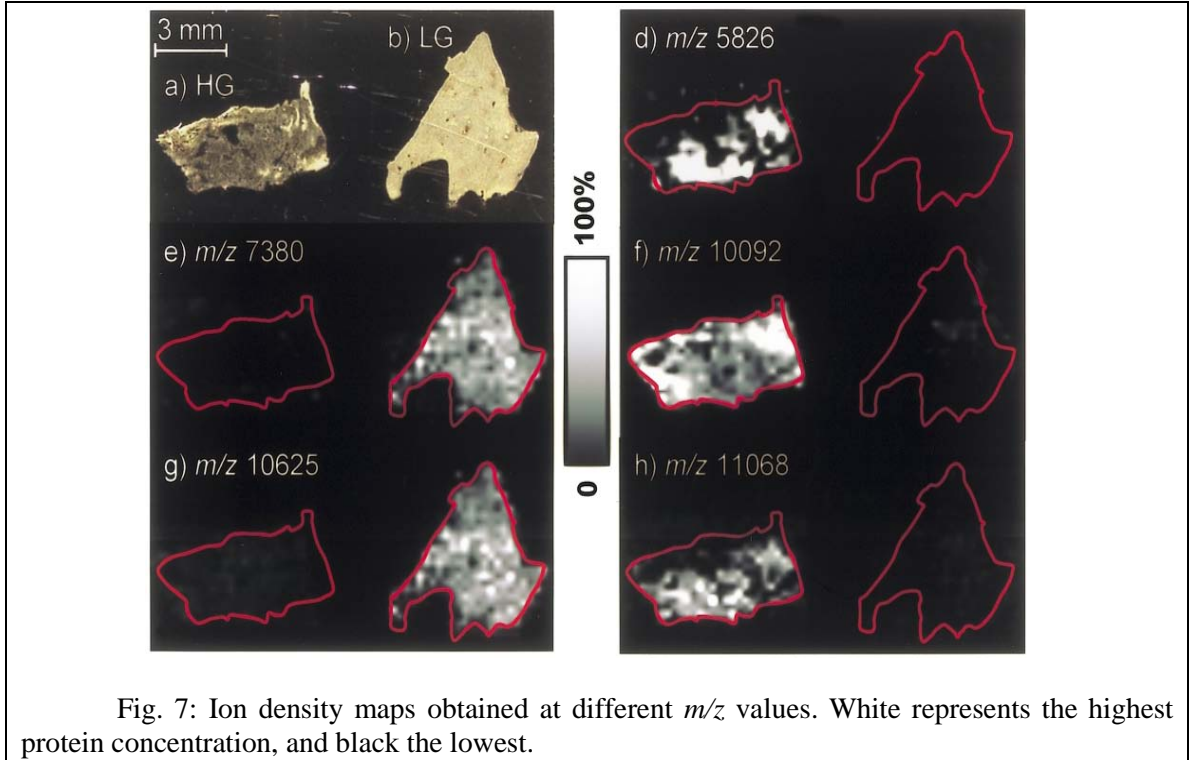 3 mm
a) HG
b) LG
d) m/z 5826
e) m/z 7380
100%
0
f) m/z 10092
g) m/z 10625
h) m/z 11068
Fig. 7: Ion density maps obtained at different m/z values. White represents the highest
protein concentration, and black the lowest.